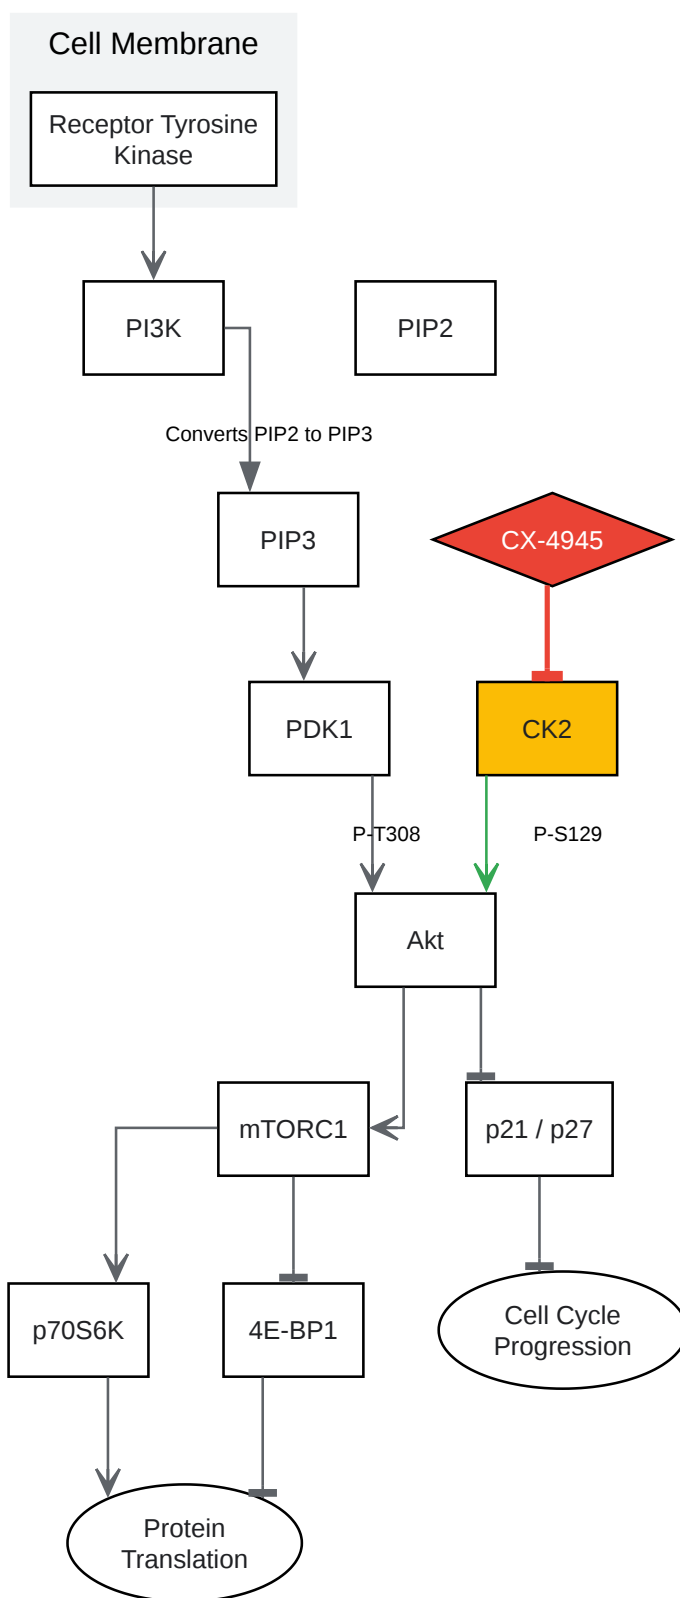 Cell Membrane
Receptor Tyrosine
Kinase
PI3K
PIP2
Converts PIP2 to PIP3
PIP3
CX-4945
PDK1
CK2
P-T308
P-S129
Akt
mTORC1
p21 / p27
p70S6K
4E-BP1
Cell Cycle
Progression
Protein
Translation